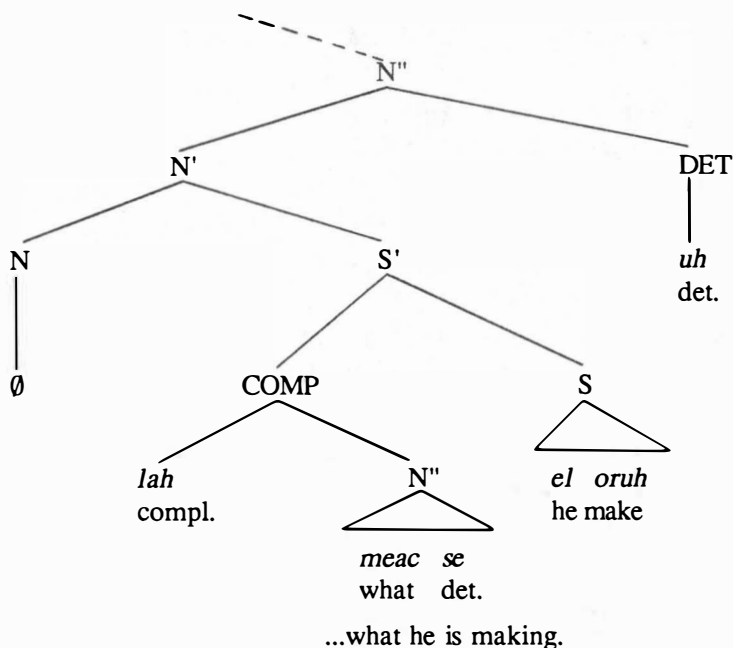 N"
N' DET
N S' uh
det.
Ø COMP S
lah N" el oruh
compl. he make
meac se
what det.
...what he is making.